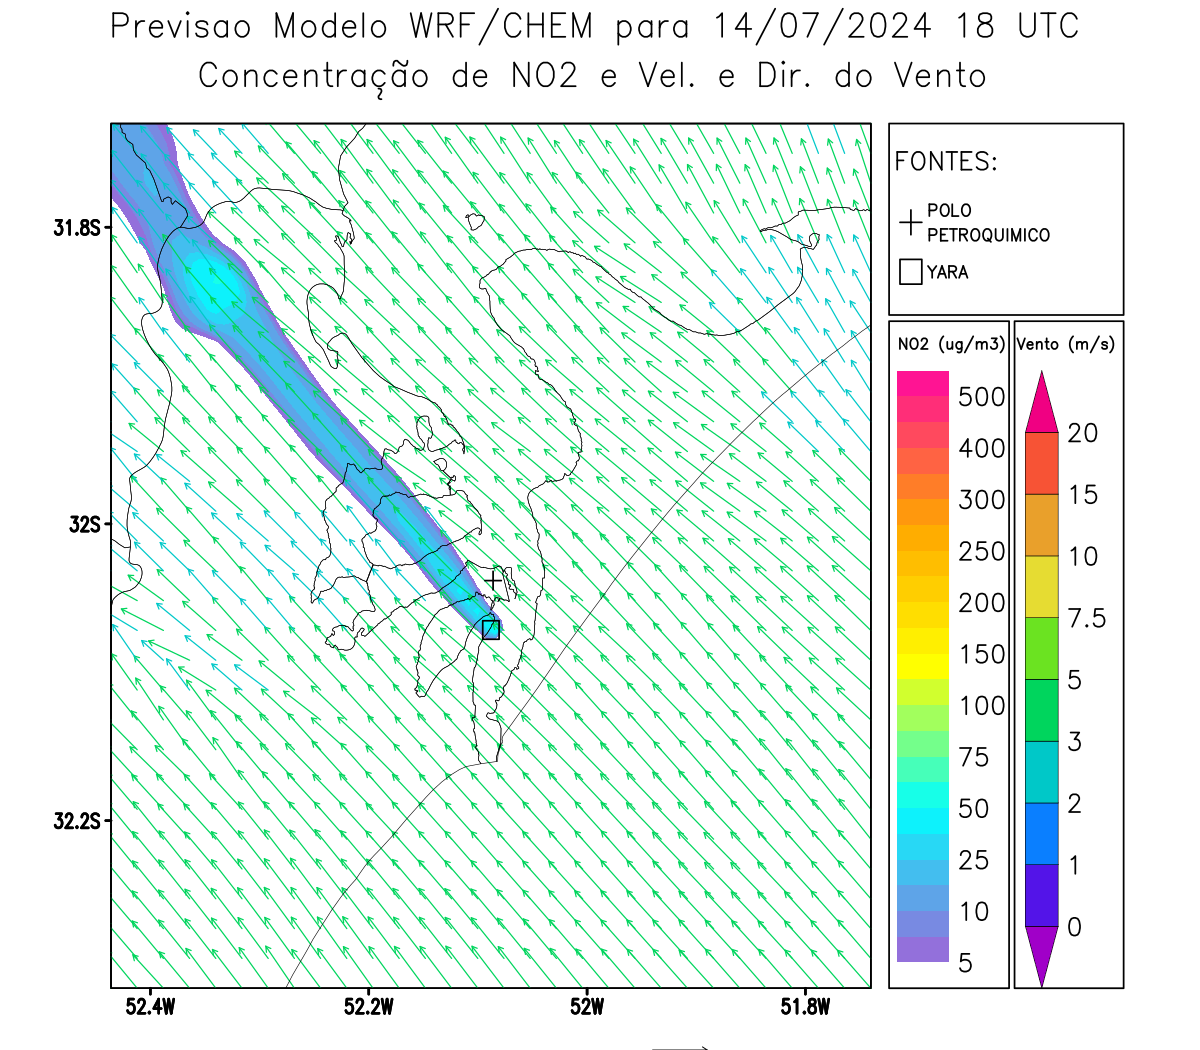 Previsao Modelo WRF/CHEM para 14/07/2024 18 UTC
Concentração de NO2 e Vel. e Dir. do Vento
FONTES:
POLO
PETROQUIMICO
YARA
NO2 (ug/m3)
500
400
300
250
200
150
100
75
50
25
10
5
Vento (m/s)
20
15
10
7.5
5
3
2
1
0
31.8S
32S
32.2S
52.4W
52.2W
52W
51.8W